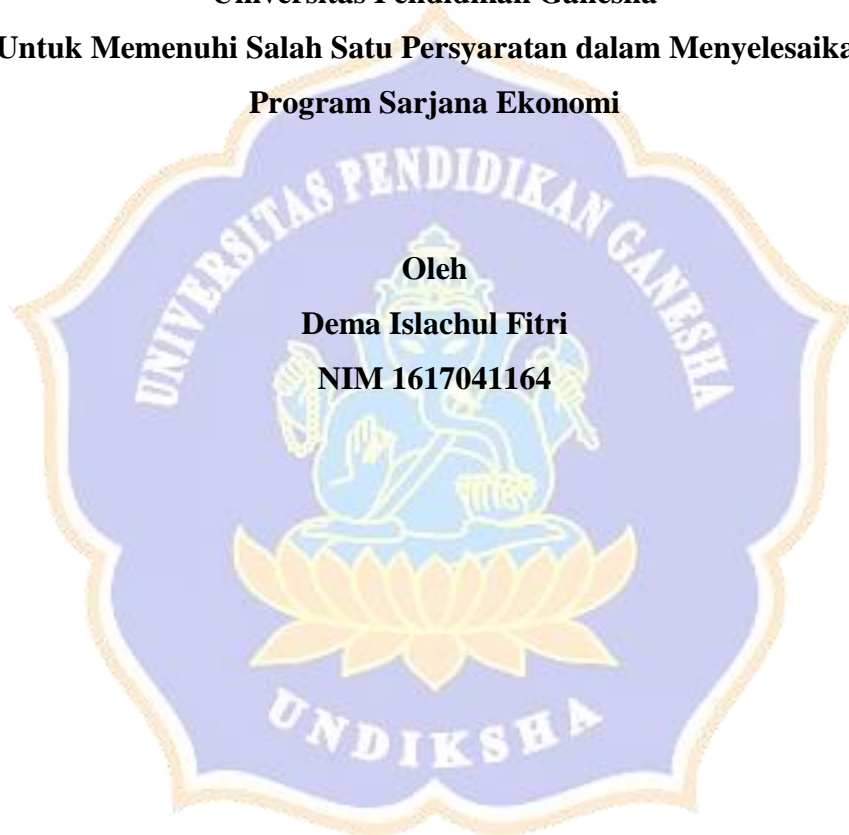 Universitas Pendidikan Ganesha
Untuk Memenuhi Salah Satu Persyaratan dalam Menyelesaika
Program Sarjana Ekonomi
UNIVERSITAS PENDIDIKAN GANESHA
Oleh
Dema Islachul Fitri
NIM 1617041164
UNDIKSHA